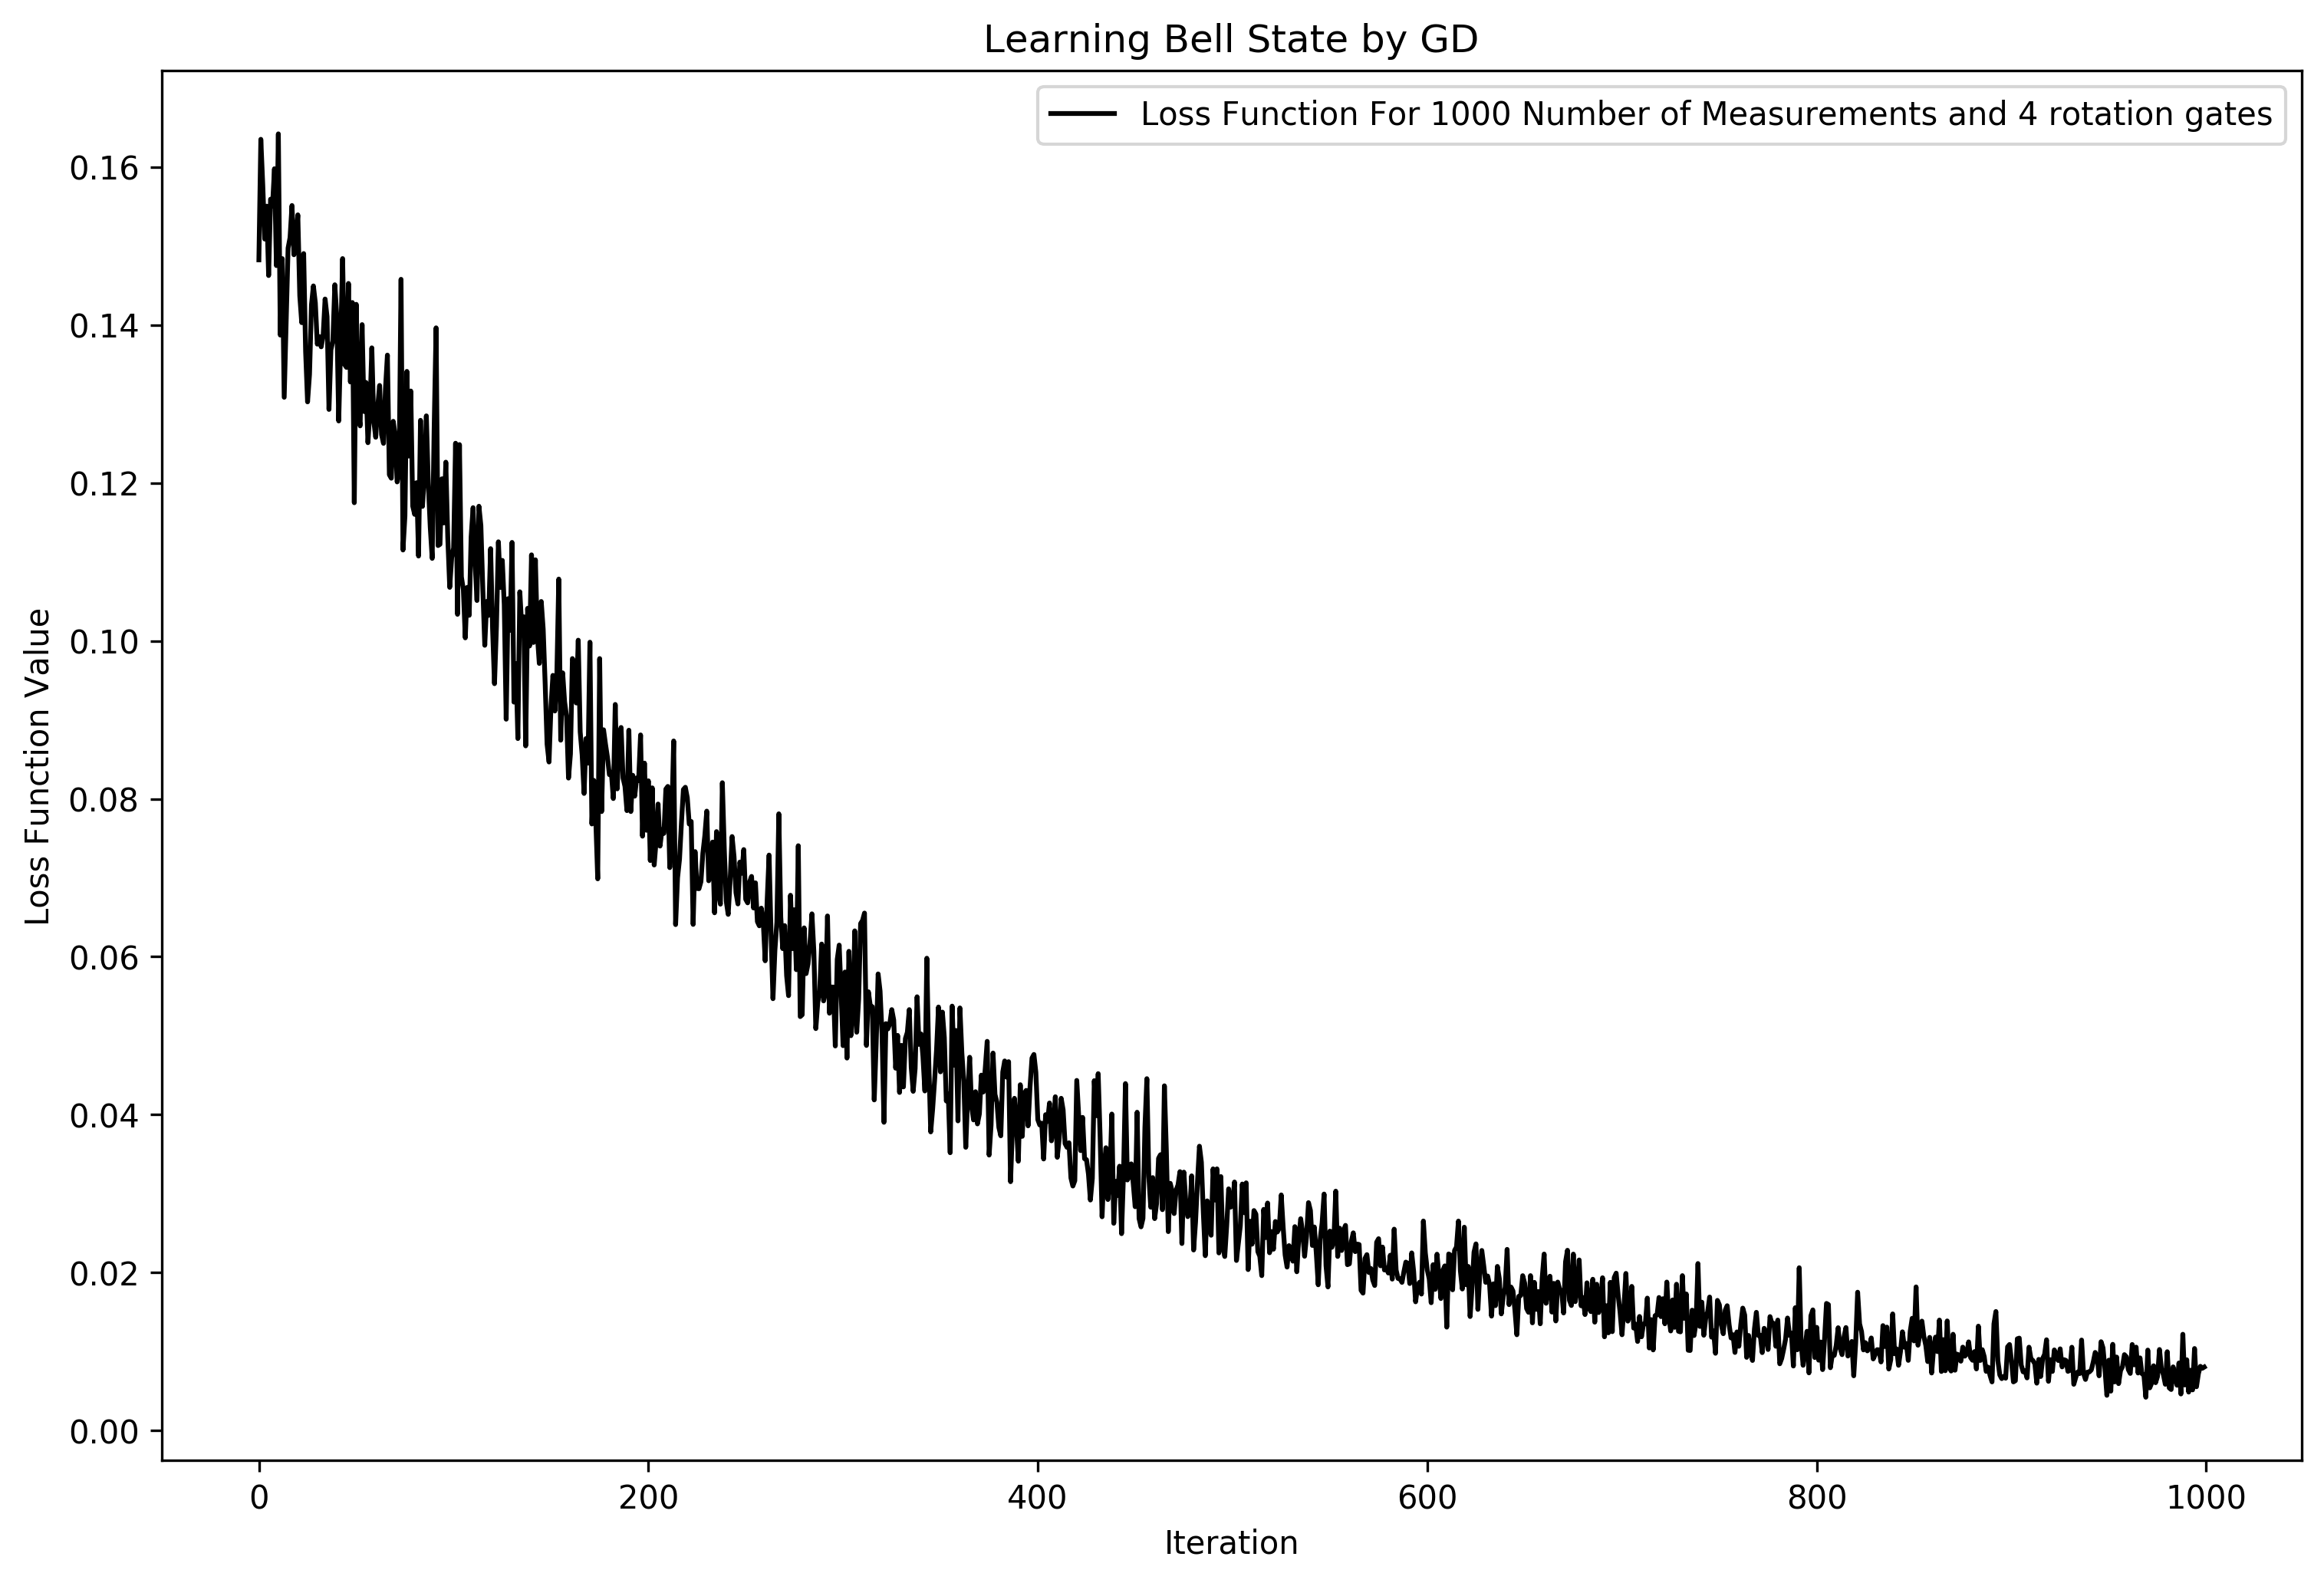 Learning Bell State by GD
Loss Function For 1000 Number of Measurements and 4 rotation gates
Loss Function Value
0.16
0.14
0.12
0.10
0.08
0.06
0.04
0.02
0.00
0 200 400 600 800 1000
Iteration